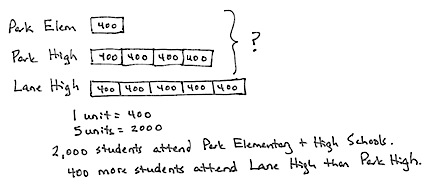 Park Elem 400
Park High 400 400 400 400 ?
Lane High 400 400 400 400 400
1 unit = 400
5 units = 2000
2,000 students attend Park Elementary + High Schools.
400 more students attend Lane High than Park High.